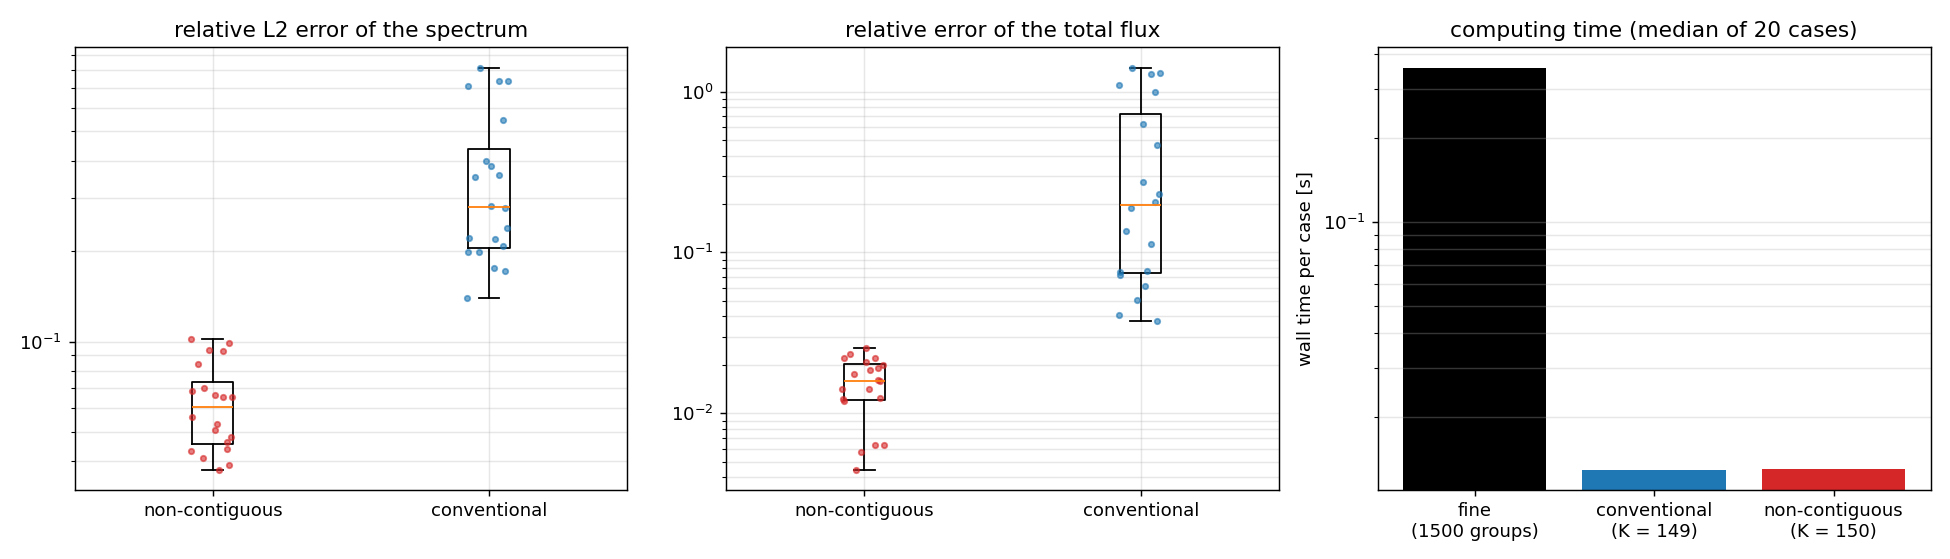 relative L2 error of the spectrum
10⁻¹
non-contiguous
conventional
relative error of the total flux
10⁰
10⁻¹
10⁻²
non-contiguous
conventional
computing time (median of 20 cases)
wall time per case [s]
10⁻¹
fine
(1500 groups)
conventional
(K = 149)
non-contiguous
(K = 150)